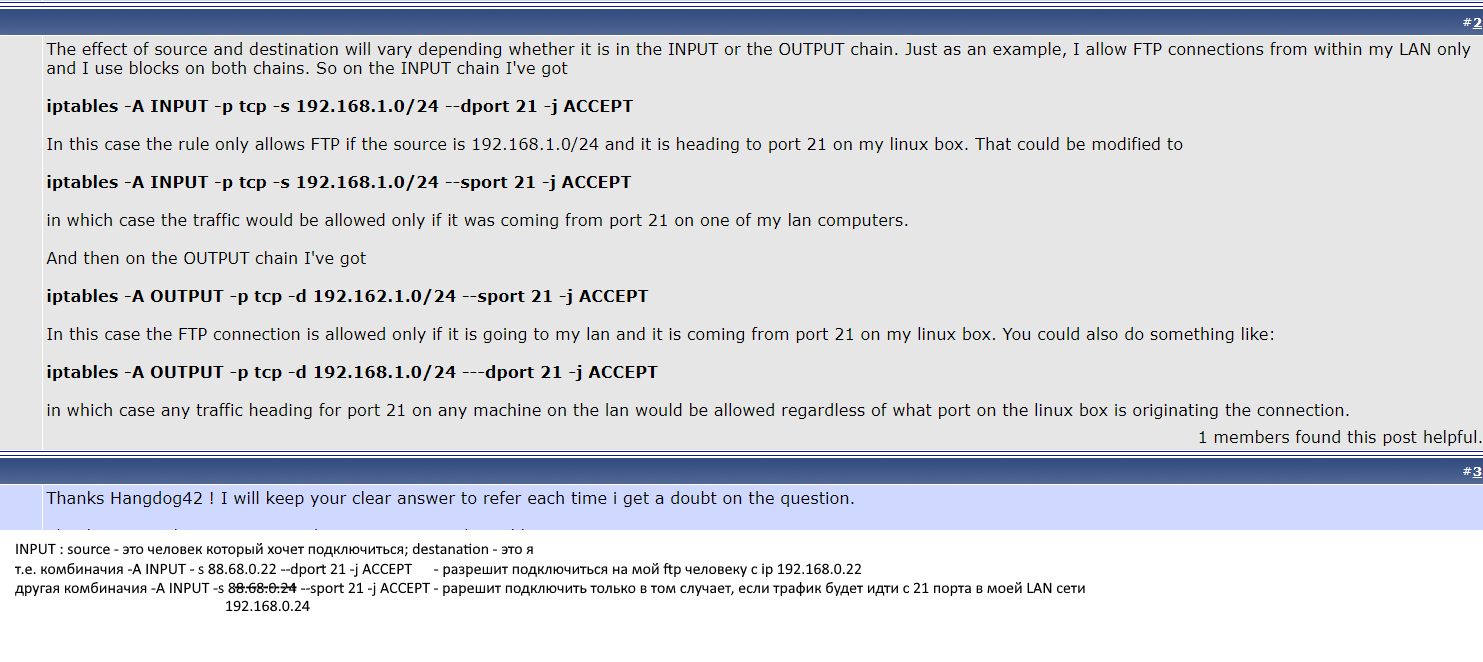 #2
The effect of source and destination will vary depending whether it is in the INPUT or the OUTPUT chain. Just as an example, I allow FTP connections from within my LAN only
and I use blocks on both chains. So on the INPUT chain I've got
iptables -A INPUT -p tcp -s 192.168.1.0/24 --dport 21 -j ACCEPT
In this case the rule only allows FTP if the source is 192.168.1.0/24 and it is heading to port 21 on my linux box. That could be modified to
iptables -A INPUT -p tcp -s 192.168.1.0/24 --sport 21 -j ACCEPT
in which case the traffic would be allowed only if it was coming from port 21 on one of my lan computers.
And then on the OUTPUT chain I've got
iptables -A OUTPUT -p tcp -d 192.162.1.0/24 --sport 21 -j ACCEPT
In this case the FTP connection is allowed only if it is going to my lan and it is coming from port 21 on my linux box. You could also do something like:
iptables -A OUTPUT -p tcp -d 192.168.1.0/24 ---dport 21 -j ACCEPT
in which case any traffic heading for port 21 on any machine on the lan would be allowed regardless of what port on the linux box is originating the connection.
1 members found this post helpful.
#3
Thanks Hangdog42 ! I will keep your clear answer to refer each time i get a doubt on the question.
INPUT : source - это человек который хочет подключиться; destanation - это я
т.е. комбиначия -A INPUT - s 88.68.0.22 --dport 21 -j ACCEPT - разрешит подключиться на мой ftp человеку с ip 192.168.0.22
другая комбиначия -A INPUT -s 88.68.0.24 --sport 21 -j ACCEPT - рарешит подключить только в том случает, если трафик будет идти с 21 порта в моей LAN сети
192.168.0.24